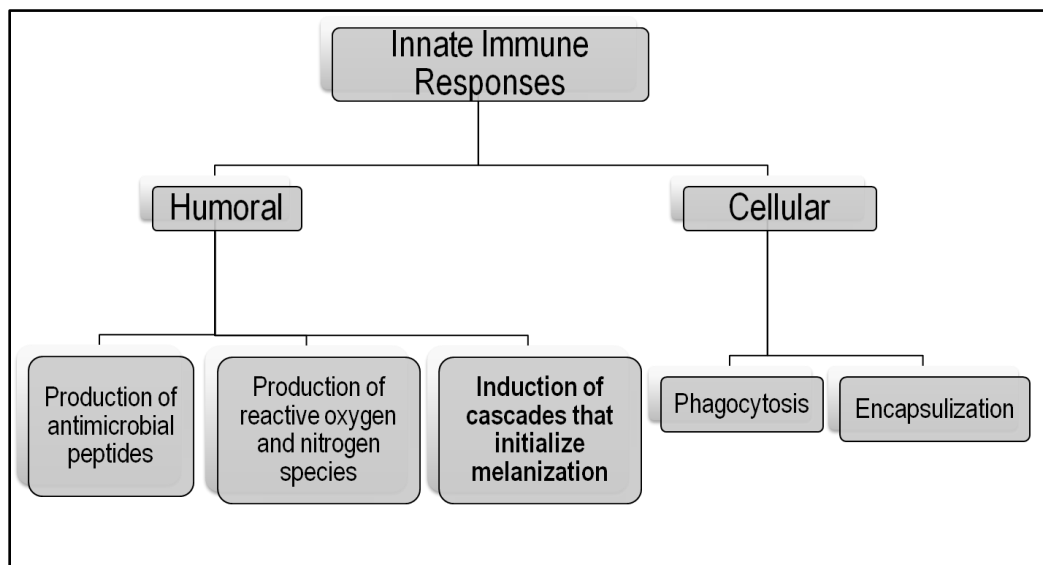 Innate Immune
Responses
Humoral
Cellular
Production of
antimicrobial
peptides
Production of
reactive oxygen
and nitrogen
species
Induction of
cascades that
initialize
melanization
Phagocytosis
Encapsulization